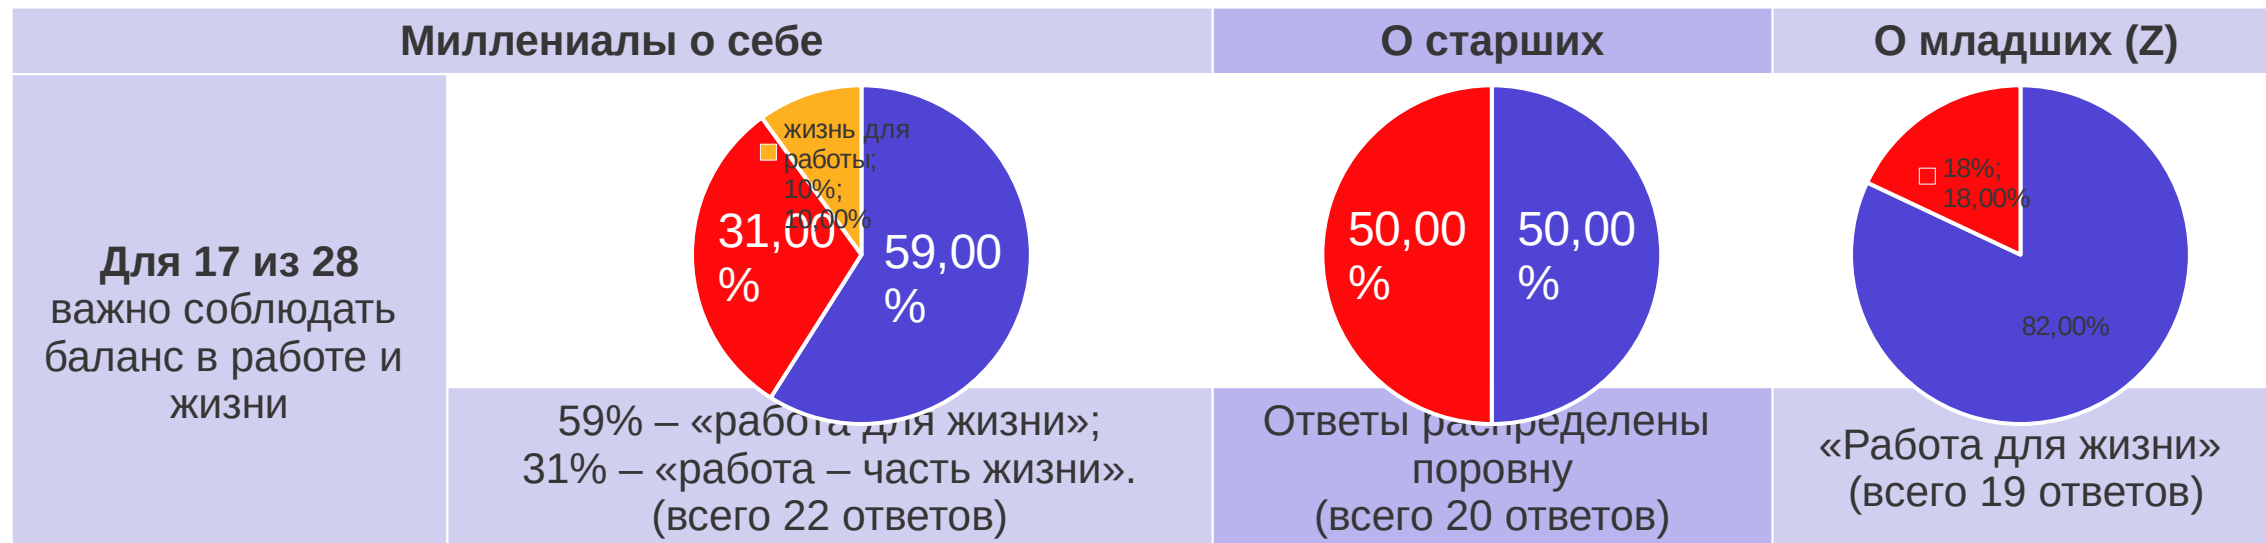 Миллениалы о себе
О старших
О младших (Z)
Для 17 из 28
важно соблюдать
баланс в работе и
жизни
жизнь для
работы;
10%;
10,00%
31,00
%
59,00
%
59% – «работа для жизни»;
31% – «работа – часть жизни».
(всего 22 ответов)
50,00
%
50,00
%
Ответы распределены
поровну
(всего 20 ответов)
18%;
18,00%
82,00%
«Работа для жизни»
(всего 19 ответов)